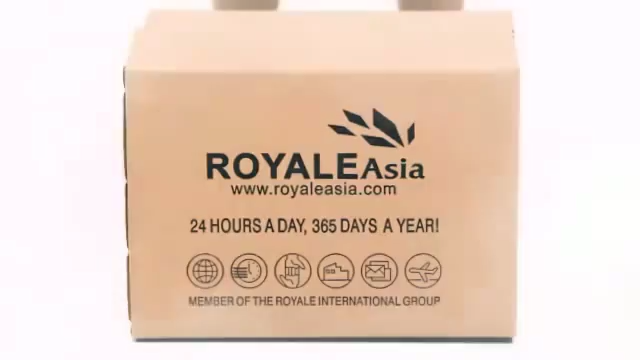 ROYALEAsia
www.royaleasia.com
24 HOURS A DAY, 365 DAYS A YEAR!
MEMBER OF THE ROYALE INTERNATIONAL GROUP